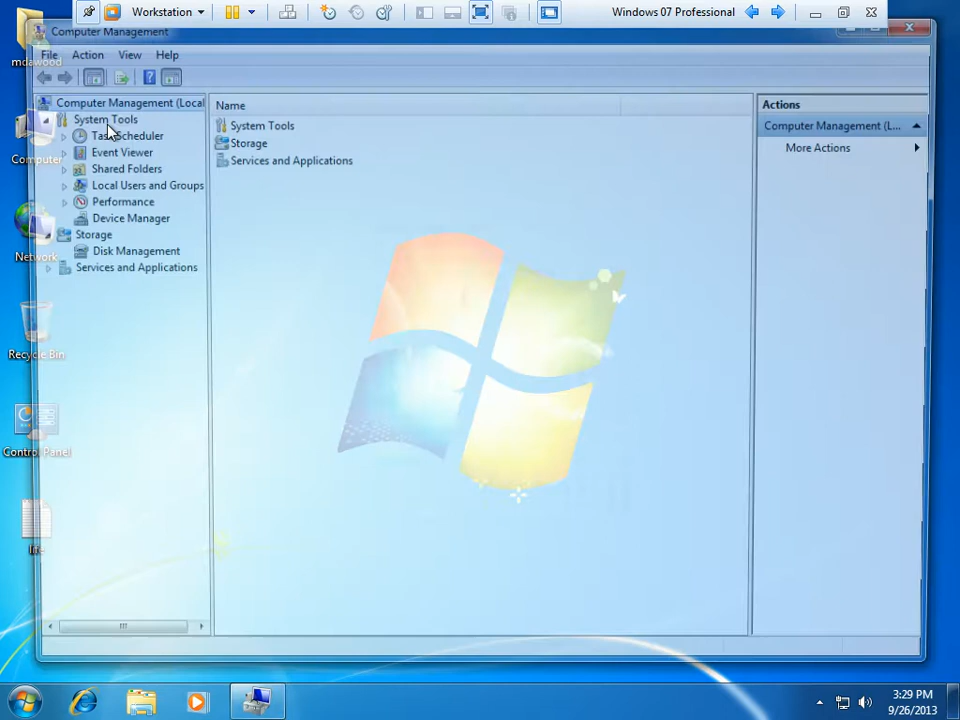 Workstation
Windows 07 Professional
Computer Management
File Action View Help
Computer Management (Local
System Tools
Task Scheduler
Event Viewer
Shared Folders
Local Users and Groups
Performance
Device Manager
Storage
Disk Management
Services and Applications
Name
System Tools
Storage
Services and Applications
Actions
Computer Management (L...
More Actions
mdawood
Computer
Network
Recycle Bin
Control Panel
3:29 PM
9/26/2013